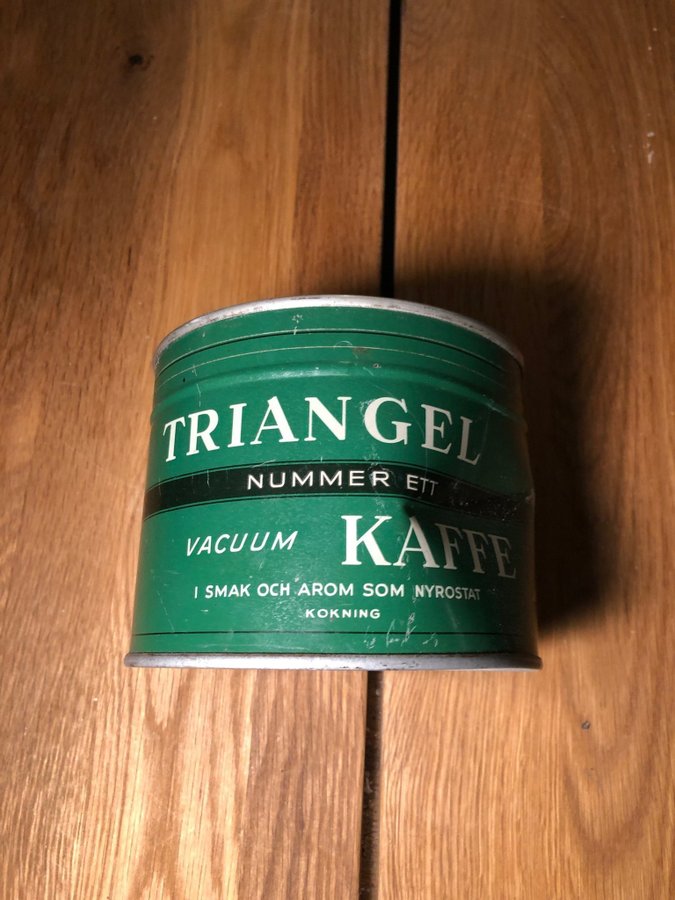 TRIANGEL
NUMMER ETT
VACUUM KAFFE
I SMAK OCH AROM SOM NYROSTAT
KOKNING